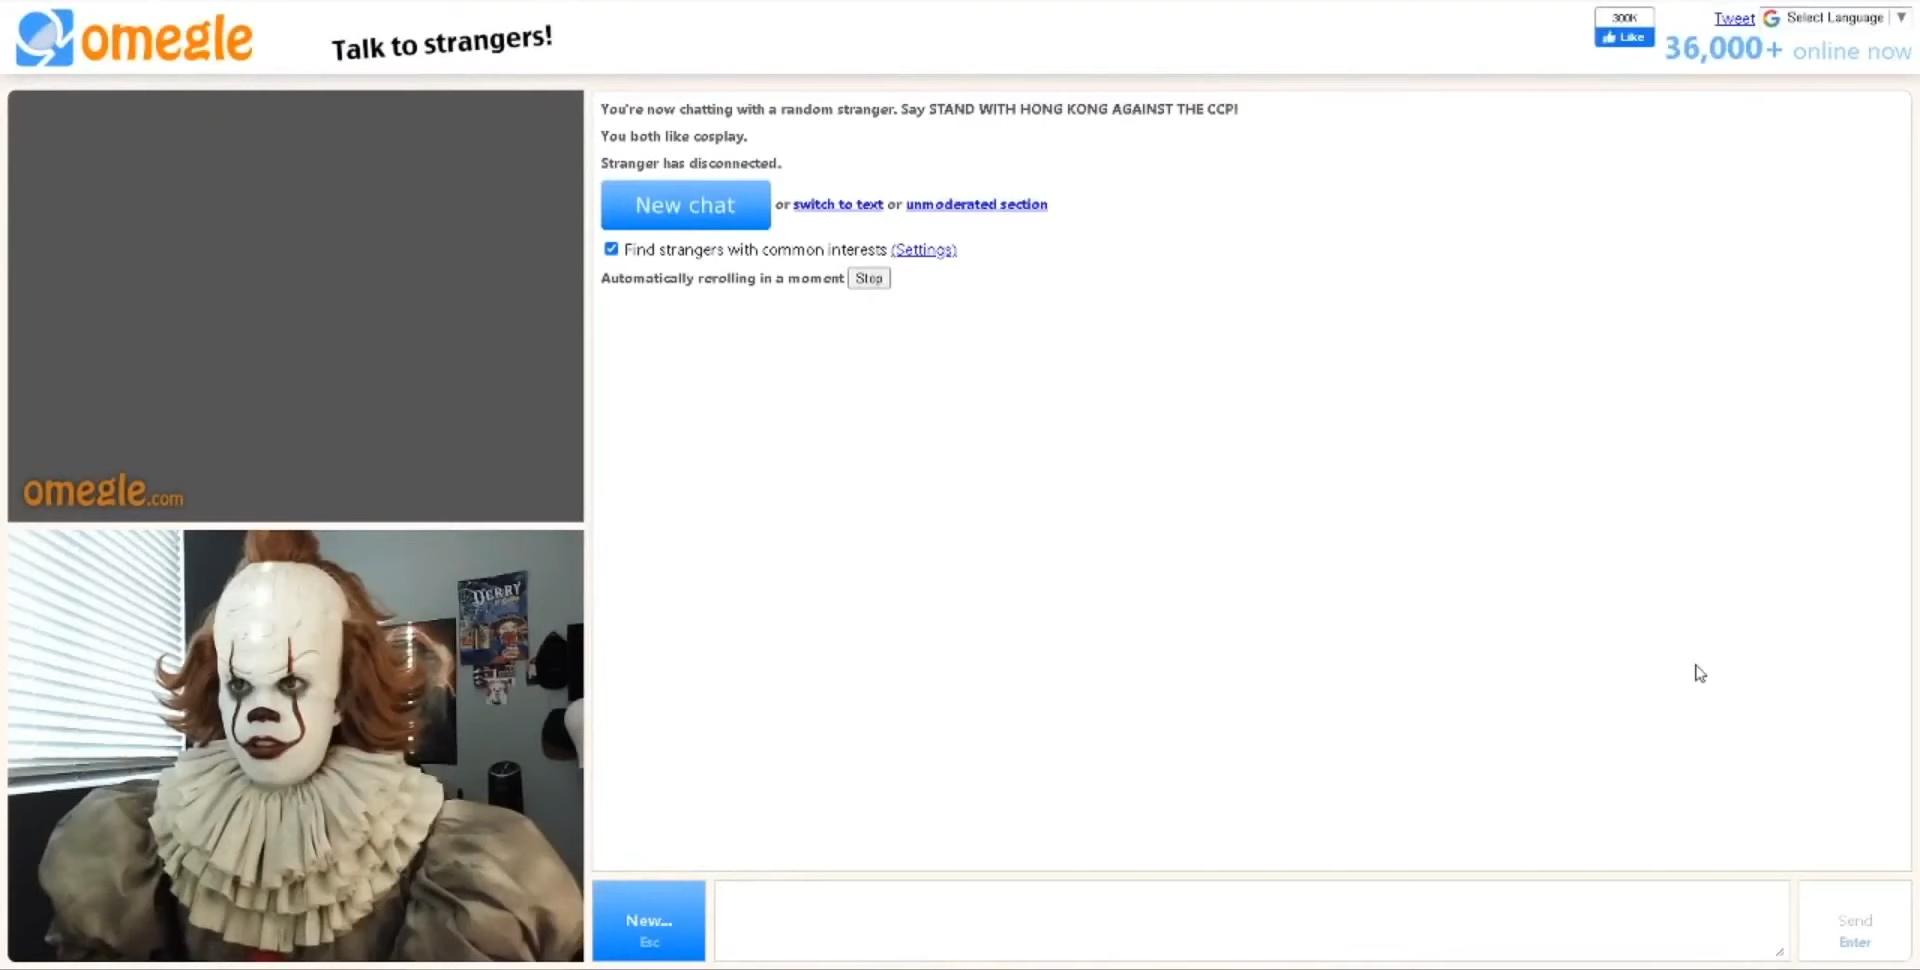 omegle
Talk to strangers!
300K
Like
Tweet
Select Language ▼
36,000+ online now
You're now chatting with a random stranger. Say STAND WITH HONG KONG AGAINST THE CCP!
You both like cosplay.
Stranger has disconnected.
New chat or switch to text or unmoderated section
Find strangers with common interests (Settings)
Automatically rerolling in a moment Stop
omegle.com
DERRY
New...
Esc
Send
Enter